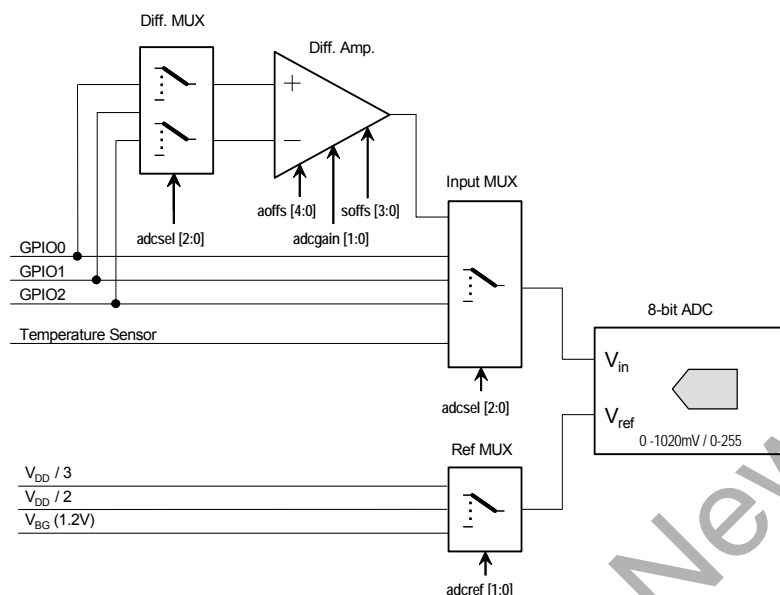 Diff. MUX
Diff. Amp.
+
−
aoffs [4:0]
soffs [3:0]
adcgain [1:0]
adcsel [2:0]
Input MUX
GPIO0
GPIO1
GPIO2
Temperature Sensor
adcsel [2:0]
8-bit ADC
Vin
Vref
0 -1020mV / 0-255
Ref MUX
VDD / 3
VDD / 2
VBG (1.2V)
adcref [1:0]
New